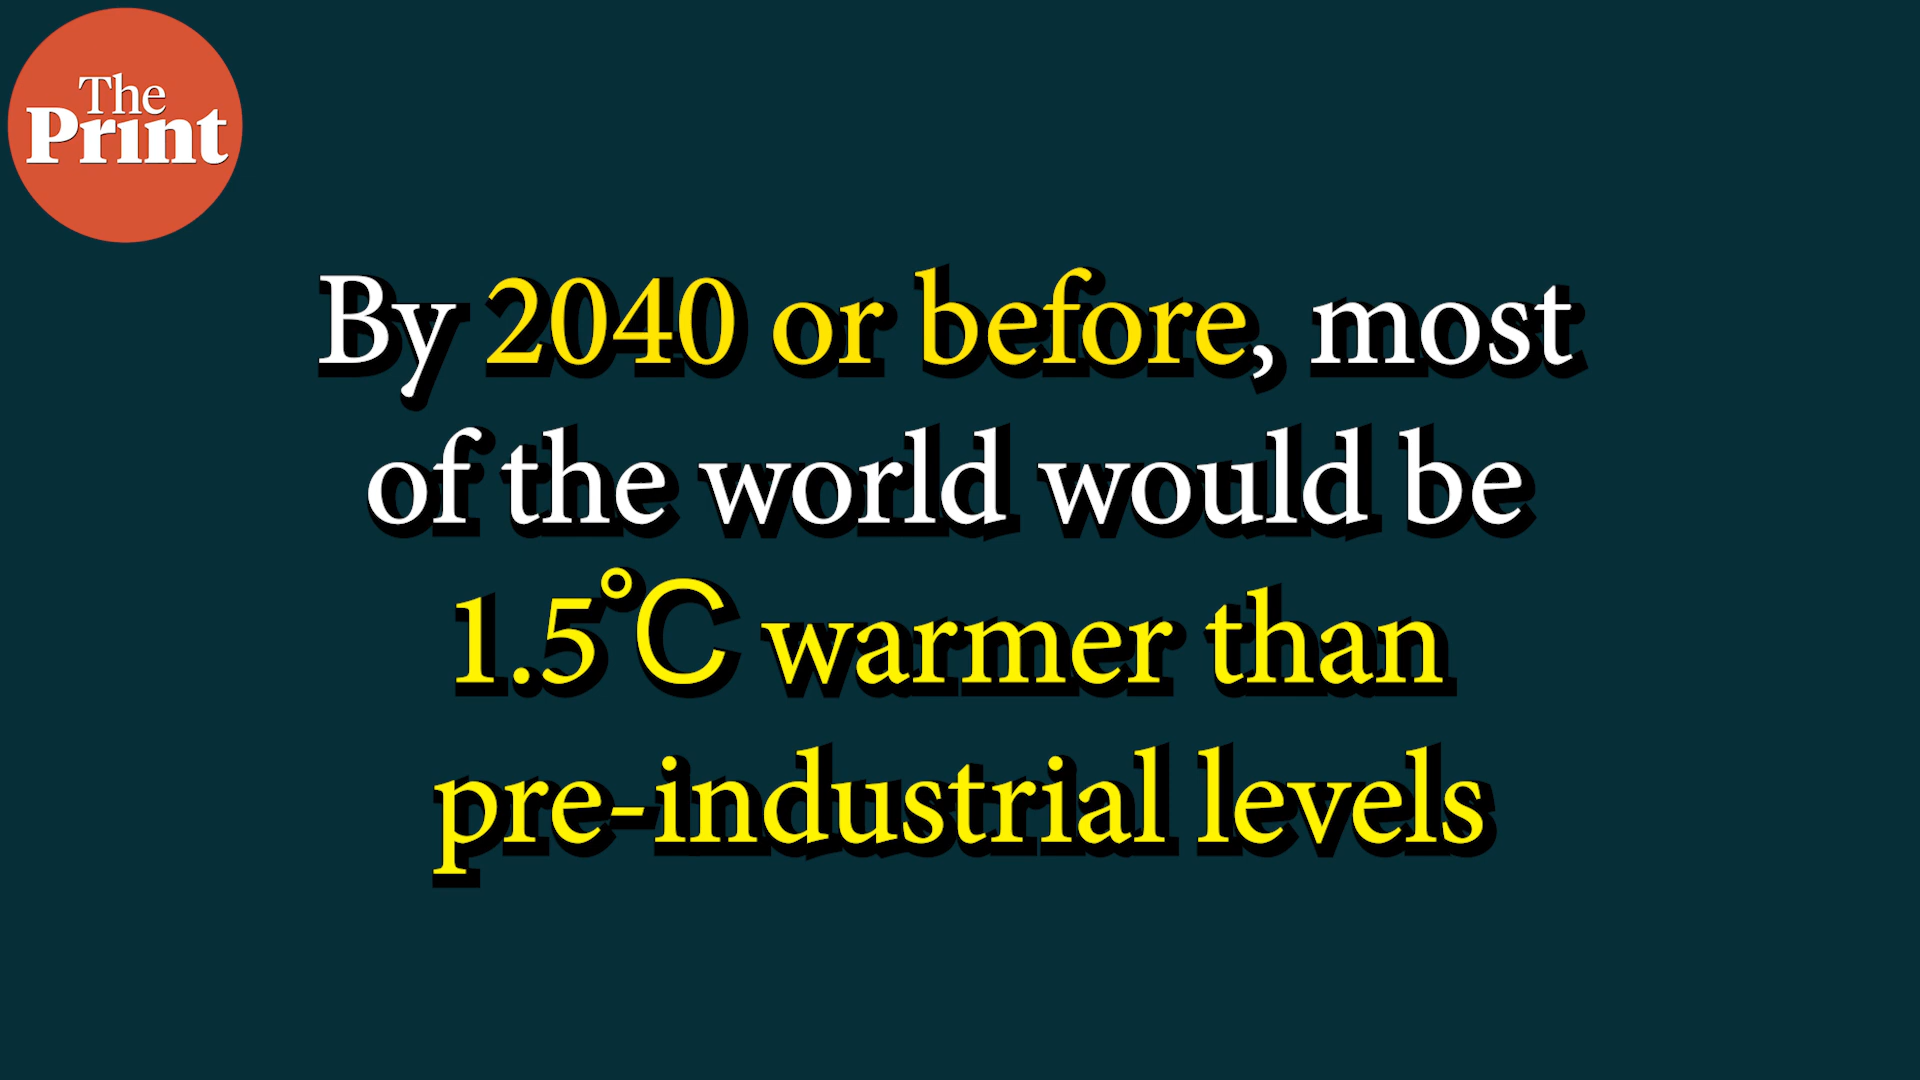 The
Print
By 2040 or before, most
of the world would be
1.5°C warmer than
pre-industrial levels